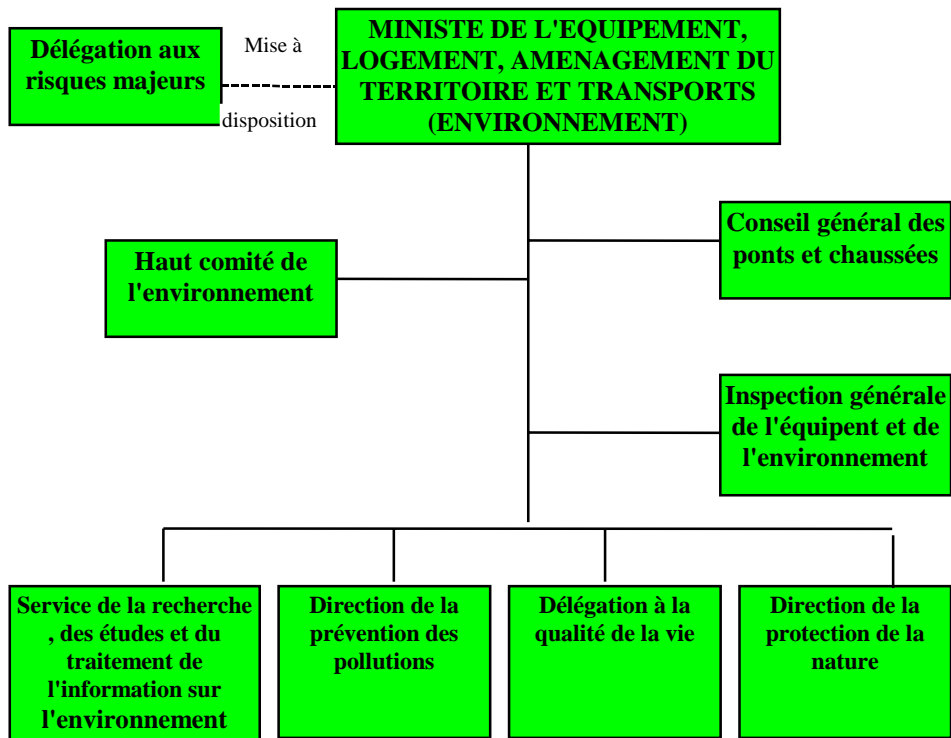 Délégation aux
risques majeurs
Mise à
disposition
MINISTE DE L'EQUIPEMENT,
LOGEMENT, AMENAGEMENT DU
TERRITOIRE ET TRANSPORTS
(ENVIRONNEMENT)
Conseil général des
ponts et chaussées
Haut comité de
l'environnement
Inspection générale
de l'équipent et de
l'environnement
Service de la recherche
, des études et du
traitement de
l'information sur
l'environnement
Direction de la
prévention des
pollutions
Délégation à la
qualité de la vie
Direction de la
protection de la
nature